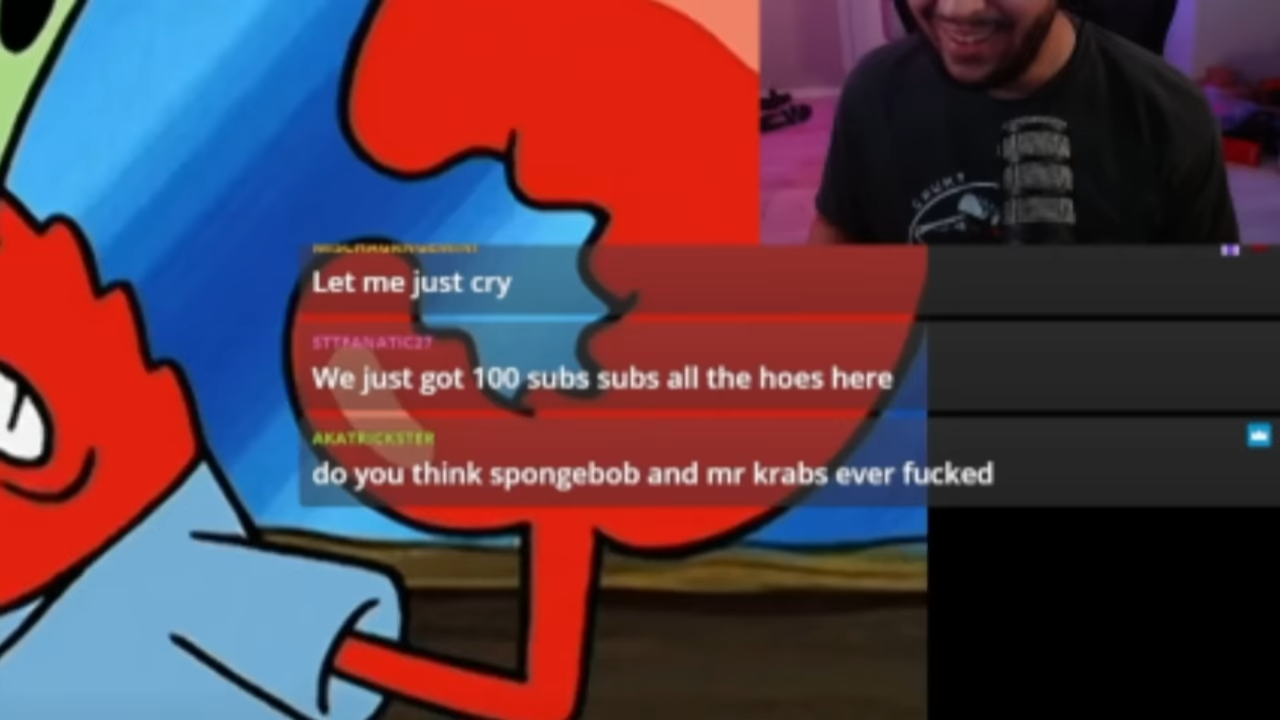 Let me just cry
STTFANATIC27
We just got 100 subs subs all the hoes here
AKATRICKSTER
do you think spongebob and mr krabs ever fucked